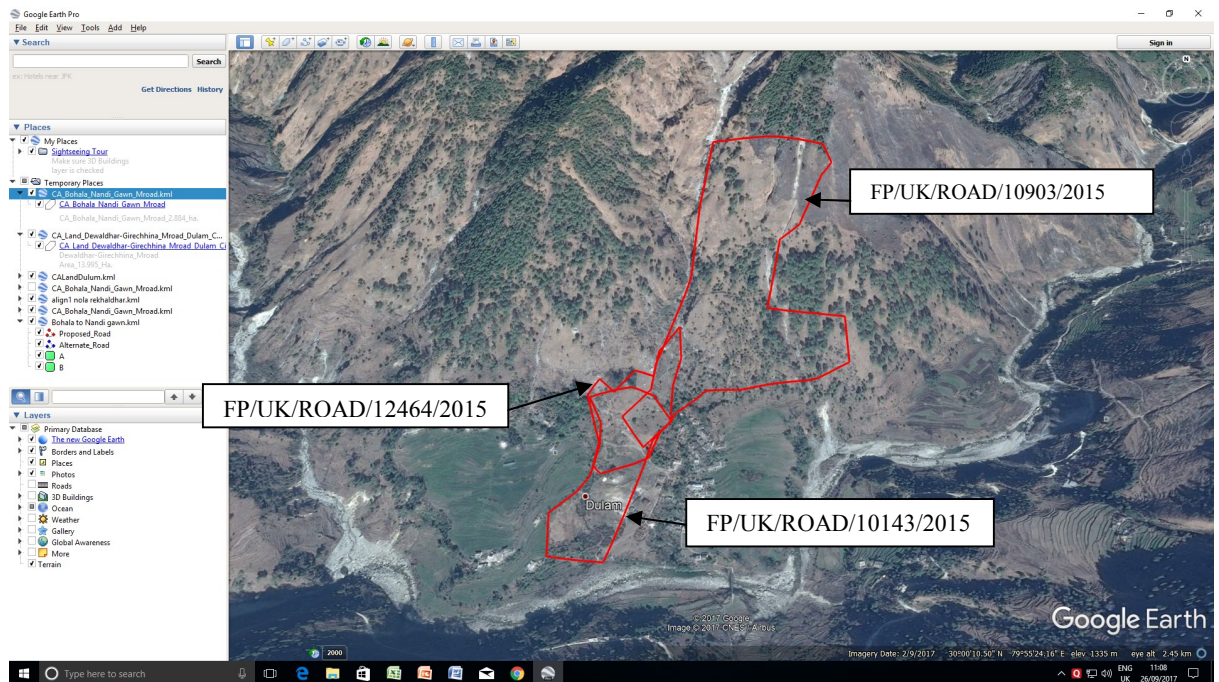 Google Earth Pro
File Edit View Tools Add Help
Search
Sign in
Search
ex: Hotels near JFK
Get Directions History
Places
My Places
Sightseeing Tour
Make sure 3D Buildings
layer is checked
Temporary Places
CA_Bohala_Nandi_Gawn_Mroad.kml
CA_Bohala_Nandi_Gawn_Mroad
CA_Bohala_Nandi_Gawn_Mroad_2.884_ha.
CA_Land_Dewaldhar-Girechhina_Mroad_Dulam_C...
CA_Land_Dewaldhar-Girechhina_Mroad_Dulam_Ci
Dewaldhar-Girechhina_Mroad
Area_13.995_Ha.
CALandDulum.kml
CA_Bohala_Nandi_Gawn_Mroad.kml
align1 nola rekhaldhar.kml
CA_Bohala_Nandi_Gawn_Mroad.kml
Bohala to Nandi gawn.kml
Proposed_Road
Alternate_Road
A
B
Layers
Primary Database
The new Google Earth
Borders and Labels
Places
Photos
Roads
3D Buildings
Ocean
Weather
Gallery
Global Awareness
More
Terrain
N
FP/UK/ROAD/10903/2015
FP/UK/ROAD/12464/2015
Dulam
FP/UK/ROAD/10143/2015
© 2017 Google
Image © 2017 CNES / Airbus
Google Earth
2000
Imagery Date: 2/9/2017 30°00'10.50" N 79°55'24.16" E elev 1335 m eye alt 2.45 km
Type here to search
ENG 11:08
UK 26/09/2017